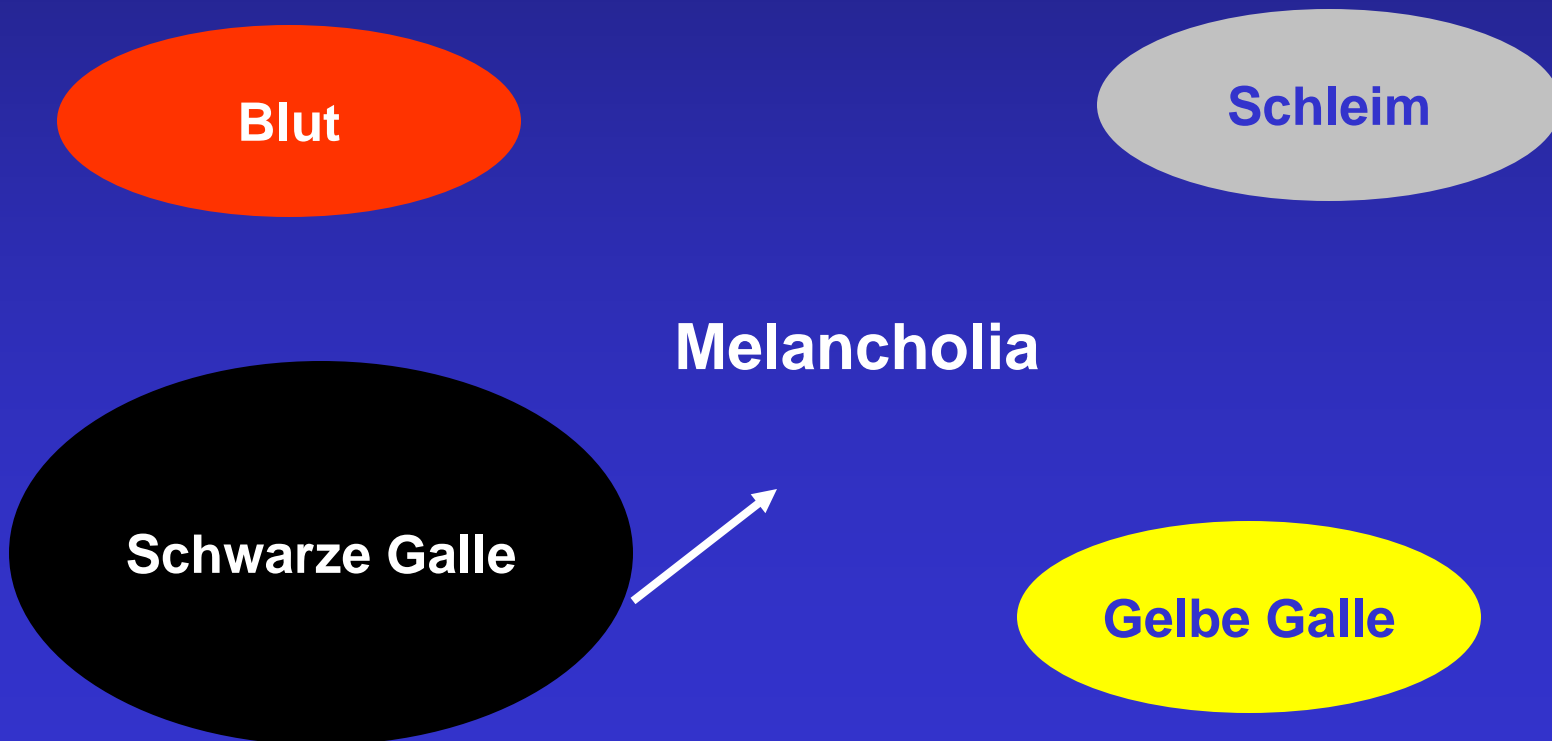 Blut
Schleim
Melancholia
Schwarze Galle
Gelbe Galle